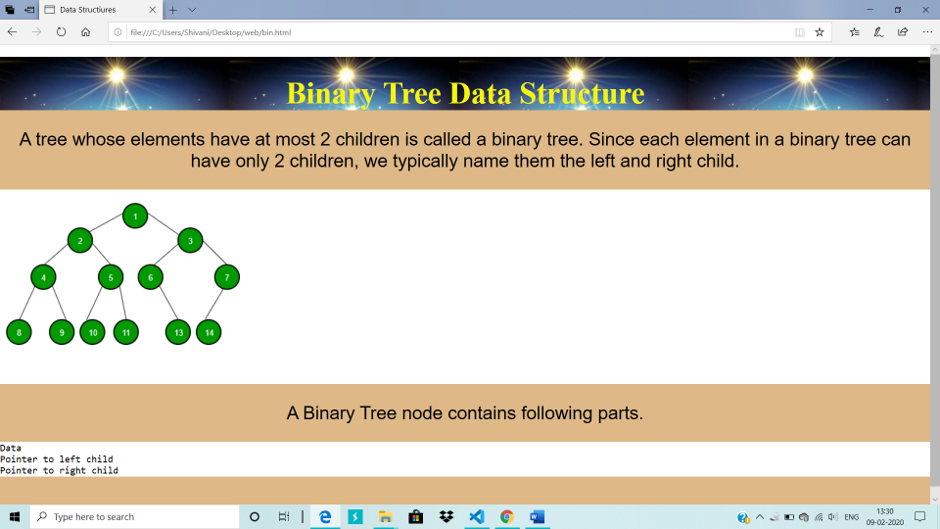 Data Structiures
file:///C:/Users/Shivani/Desktop/web/bin.html
Binary Tree Data Structure
A tree whose elements have at most 2 children is called a binary tree. Since each element in a binary tree can
have only 2 children, we typically name them the left and right child.
1
2 3
4 5 6 7
8 9 10 11 13 14
A Binary Tree node contains following parts.
Data
Pointer to left child
Pointer to right child
Type here to search
ENG
13:30
09-02-2020